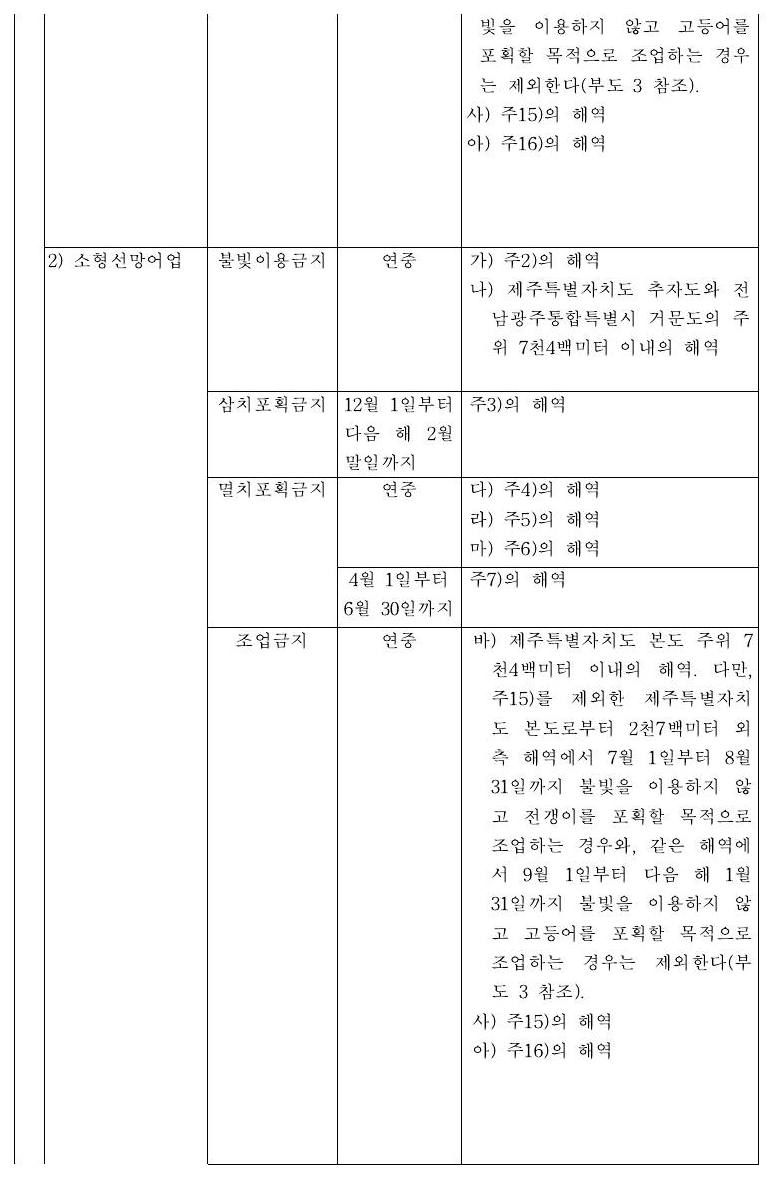 빛을 이용하지 않고 고등어를
포획할 목적으로 조업하는 경우
는 제외한다(부도 3 참조).
사) 주15)의 해역
아) 주16)의 해역
2) 소형선망어업
불빛이용금지
연중
가) 주2)의 해역
나) 제주특별자치도 추자도와 전
남광주통합특별시 거문도의 주
위 7천4백미터 이내의 해역
삼치포획금지
12월 1일부터
다음 해 2월
말일까지
주3)의 해역
멸치포획금지
연중
다) 주4)의 해역
라) 주5)의 해역
마) 주6)의 해역
4월 1일부터
6월 30일까지
주7)의 해역
조업금지
연중
바) 제주특별자치도 본도 주위 7
천4백미터 이내의 해역. 다만,
주15)를 제외한 제주특별자치
도 본도로부터 2천7백미터 외
측 해역에서 7월 1일부터 8월
31일까지 불빛을 이용하지 않
고 전갱이를 포획할 목적으로
조업하는 경우와, 같은 해역에
서 9월 1일부터 다음 해 1월
31일까지 불빛을 이용하지 않
고 고등어를 포획할 목적으로
조업하는 경우는 제외한다(부
도 3 참조).
사) 주15)의 해역
아) 주16)의 해역